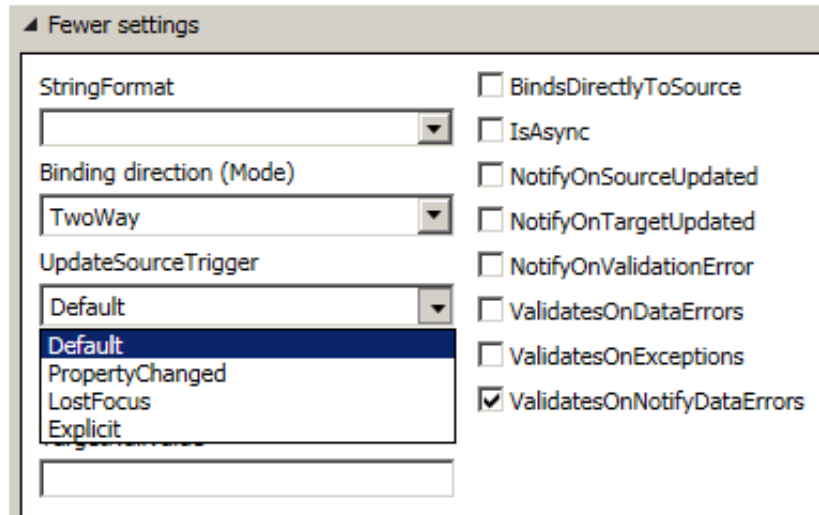 Fewer settings
StringFormat
Binding direction (Mode)
TwoWay
UpdateSourceTrigger
Default
Default
PropertyChanged
LostFocus
Explicit
BindsDirectlyToSource
IsAsync
NotifyOnSourceUpdated
NotifyOnTargetUpdated
NotifyOnValidationError
ValidatesOnDataErrors
ValidatesOnExceptions
ValidatesOnNotifyDataErrors